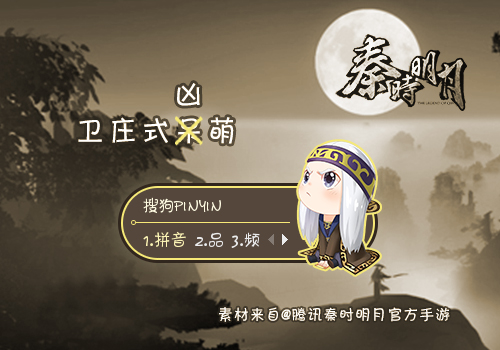 秦时明月
凶
卫庄式呆萌
搜狗PINYIN
1.拼音 2.品 3.频
素材来自@腾讯秦时明月官方手游